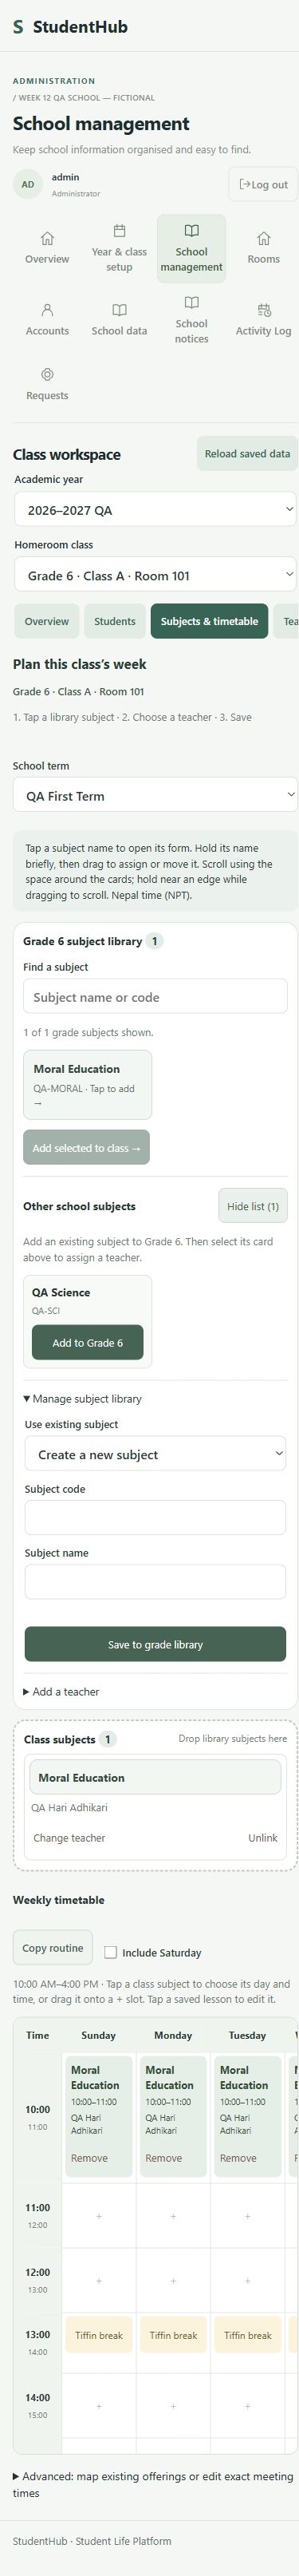 S StudentHub
ADMINISTRATION
/ WEEK 12 QA SCHOOL — FICTIONAL
School management
Keep school information organised and easy to find.
AD
admin
Administrator
Log out
Overview
Year & class
setup
School
management
Rooms
Accounts
School data
School
notices
Activity Log
Requests
Class workspace
Reload saved data
Academic year
2026–2027 QA
Homeroom class
Grade 6 · Class A · Room 101
Overview
Students
Subjects & timetable
Tea
Plan this class's week
Grade 6 · Class A · Room 101
1. Tap a library subject · 2. Choose a teacher · 3. Save
School term
QA First Term
Tap a subject name to open its form. Hold its name
briefly, then drag to assign or move it. Scroll using the
space around the cards; hold near an edge while
dragging to scroll. Nepal time (NPT).
Grade 6 subject library 1
Find a subject
Subject name or code
1 of 1 grade subjects shown.
Moral Education
QA-MORAL · Tap to add
→
Add selected to class →
Other school subjects
Hide list (1)
Add an existing subject to Grade 6. Then select its card
above to assign a teacher.
QA Science
QA-SCI
Add to Grade 6
▼ Manage subject library
Use existing subject
Create a new subject
Subject code
Subject name
Save to grade library
▶ Add a teacher
Class subjects 1
Drop library subjects here
Moral Education
QA Hari Adhikari
Change teacher
Unlink
Weekly timetable
Copy routine
Include Saturday
10:00 AM–4:00 PM · Tap a class subject to choose its day and
time, or drag it onto a + slot. Tap a saved lesson to edit it.
Time Sunday Monday Tuesday
10:00
11:00
Moral
Education
10:00–11:00
QA Hari
Adhikari
Remove
Moral
Education
10:00–11:00
QA Hari
Adhikari
Remove
Moral
Education
10:00–11:00
QA Hari
Adhikari
Remove
11:00
12:00
+ + +
12:00
13:00
+ + +
13:00
14:00
Tiffin break Tiffin break Tiffin break
14:00
15:00
+ + +
▶ Advanced: map existing offerings or edit exact meeting
times
StudentHub · Student Life Platform